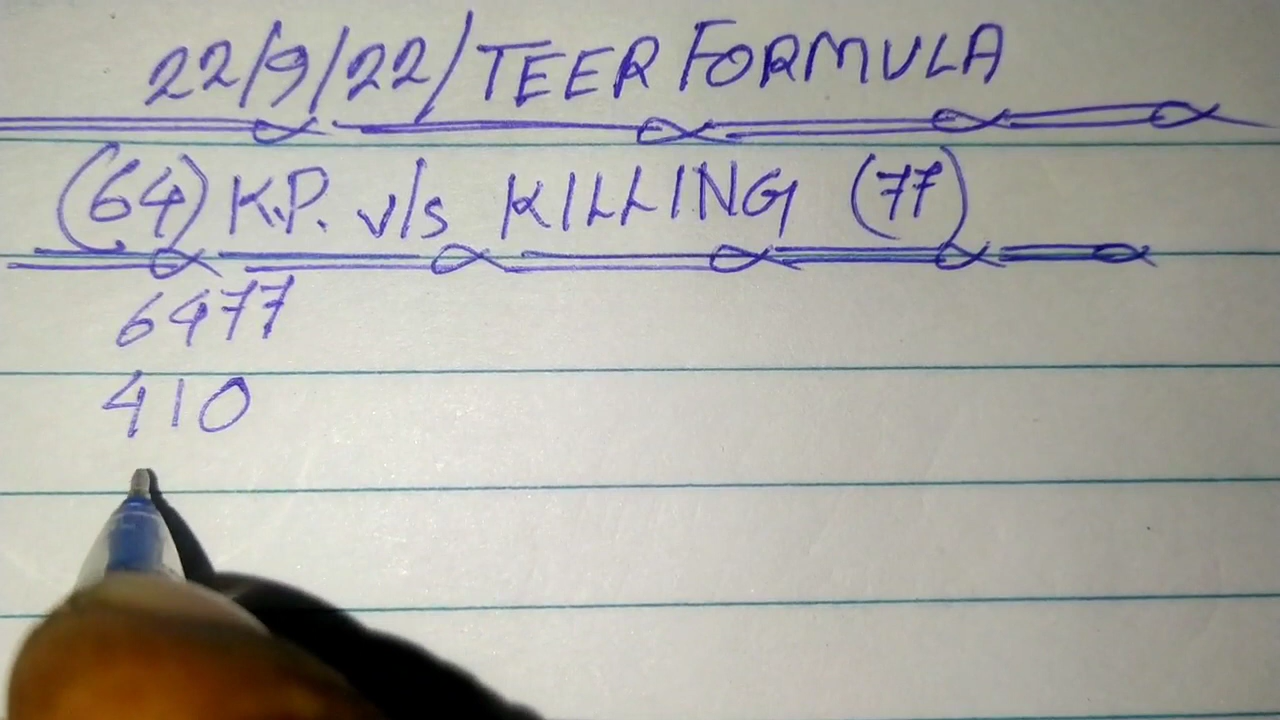 22/9/22/TEER FORMULA
(64) K.P. v/s KILLING (77)
6477
410